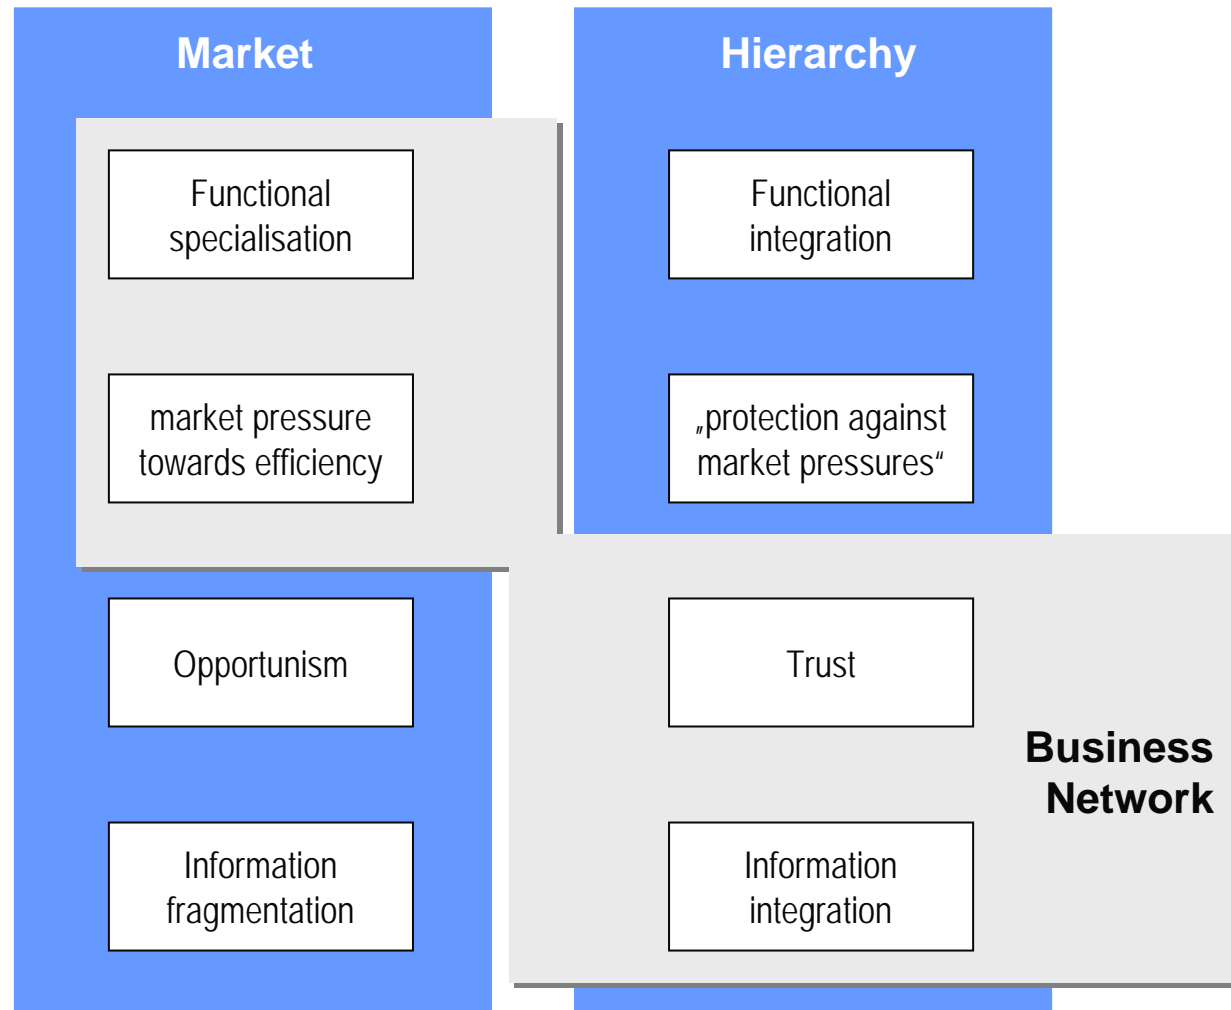 Market
Hierarchy
Functional
specialisation
Functional
integration
market pressure
towards efficiency
„protection against
market pressures“
Opportunism
Trust
Business
Network
Information
fragmentation
Information
integration